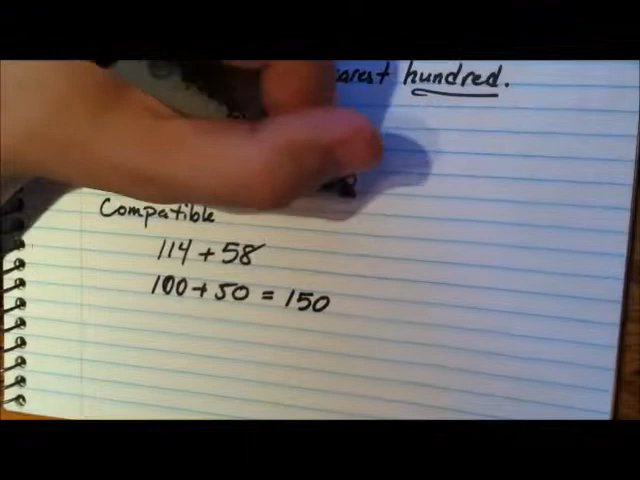 hundred.
Compatible
114 + 58
100 + 50 = 150